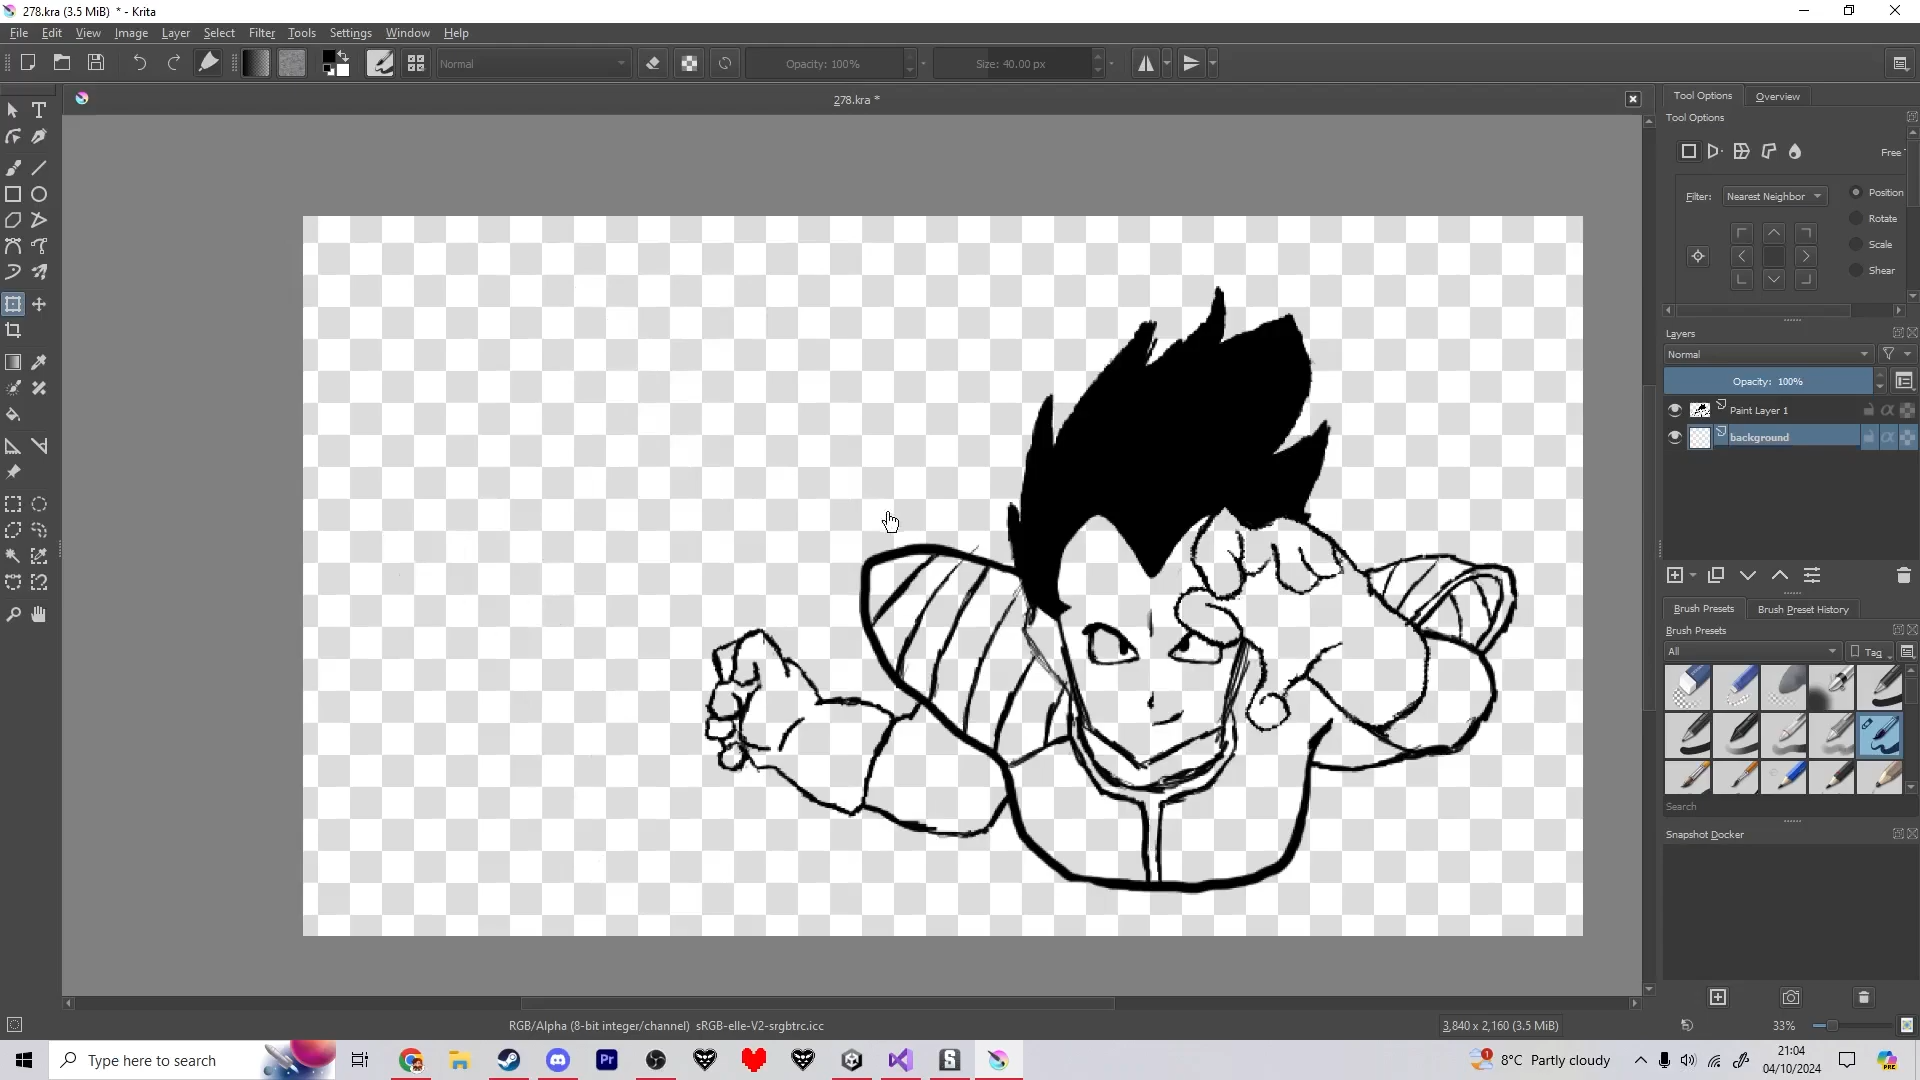 278.kra (3.5 MiB) * - Krita
File Edit View Image Layer Select Filter Tools Settings Window Help
Normal Opacity: 100% Size: 40.00 px
278.kra *
Tool Options Overview
Tool Options
Free
Filter: Nearest Neighbor Position
Rotate
Scale
Shear
Layers
Normal
Opacity: 100%
Paint Layer 1
background
Brush Presets Brush Preset History
Brush Presets
All Tag
Search
Snapshot Docker
RGB/Alpha (8-bit integer/channel) sRGB-elle-V2-srgbtrc.icc 3,840 x 2,160 (3.5 MiB) 33%
Type here to search Pr S 1 8°C Partly cloudy 21:04
04/10/2024
PRE